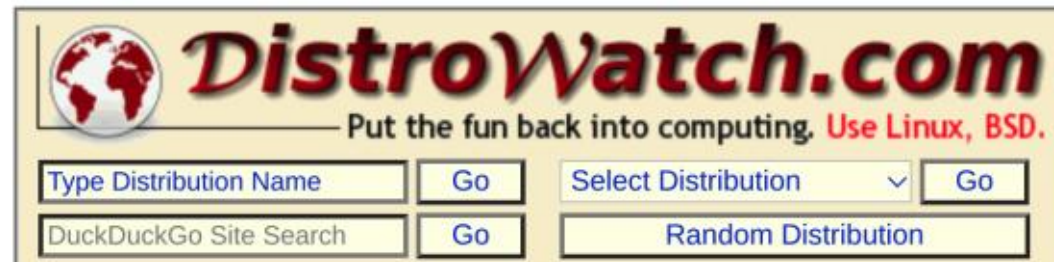 DistroWatch.com
Put the fun back into computing. Use Linux, BSD.
Type Distribution Name Go Select Distribution Go
DuckDuckGo Site Search Go Random Distribution